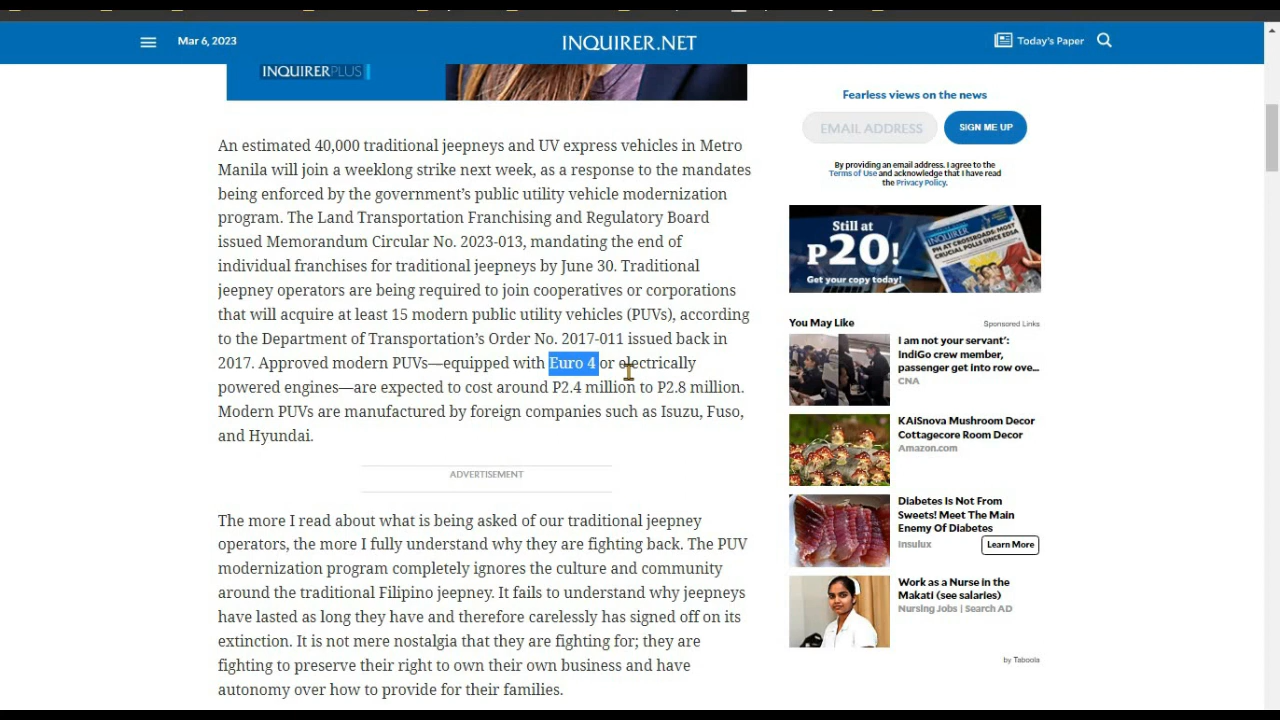 Mar 6, 2023
INQUIRER.NET
Today's Paper
INQUIRERPLUS
An estimated 40,000 traditional jeepneys and UV express vehicles in Metro
Manila will join a weeklong strike next week, as a response to the mandates
being enforced by the government's public utility vehicle modernization
program. The Land Transportation Franchising and Regulatory Board
issued Memorandum Circular No. 2023-013, mandating the end of
individual franchises for traditional jeepneys by June 30. Traditional
jeepney operators are being required to join cooperatives or corporations
that will acquire at least 15 modern public utility vehicles (PUVs), according
to the Department of Transportation's Order No. 2017-011 issued back in
2017. Approved modern PUVs—equipped with Euro 4 or electrically
powered engines—are expected to cost around P2.4 million to P2.8 million.
Modern PUVs are manufactured by foreign companies such as Isuzu, Fuso,
and Hyundai.
ADVERTISEMENT
The more I read about what is being asked of our traditional jeepney
operators, the more I fully understand why they are fighting back. The PUV
modernization program completely ignores the culture and community
around the traditional Filipino jeepney. It fails to understand why jeepneys
have lasted as long they have and therefore carelessly has signed off on its
extinction. It is not mere nostalgia that they are fighting for; they are
fighting to preserve their right to own their own business and have
autonomy over how to provide for their families.
Fearless views on the news
EMAIL ADDRESS
SIGN ME UP
By providing an email address. I agree to the
Terms of Use and acknowledge that I have read
the Privacy Policy.
Still at
P20!
Get your copy today!
INQUIRER
PM AT CROSSROADS: MOST
CRUCIAL POLLS SINCE EDSA
You May Like
Sponsored Links
I am not your servant':
IndiGo crew member,
passenger get into row ove...
CNA
KAISnova Mushroom Decor
Cottagecore Room Decor
Amazon.com
Diabetes Is Not From
Sweets! Meet The Main
Enemy Of Diabetes
Insulux
Learn More
Work as a Nurse in the
Makati (see salaries)
Nursing Jobs | Search AD
by Taboola